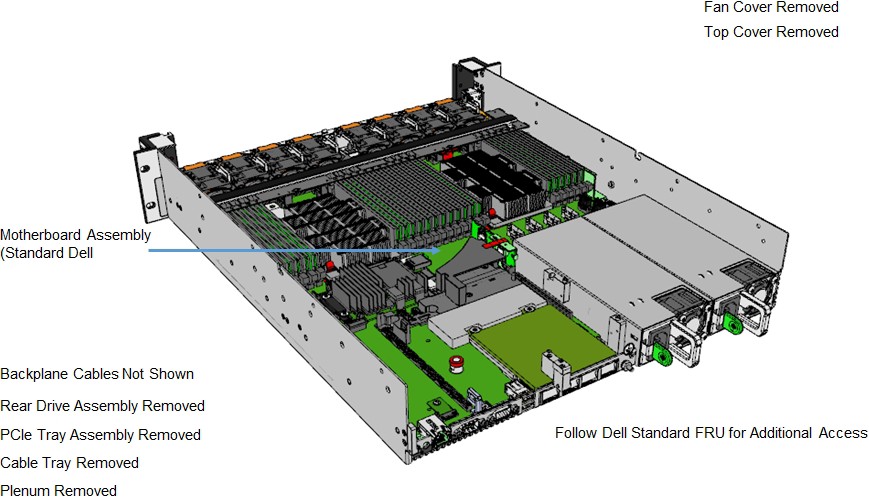 Fan Cover Removed
Top Cover Removed
Motherboard Assembly
(Standard Dell
Backplane Cables Not Shown
Rear Drive Assembly Removed
PCIe Tray Assembly Removed
Cable Tray Removed
Plenum Removed
Follow Dell Standard FRU for Additional Access